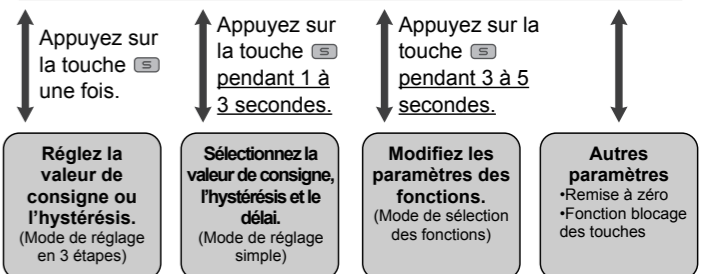 Appuyez sur
la touche S
une fois.
Appuyez sur
la touche S
pendant 1 à
3 secondes.
Appuyez sur la
touche S
pendant 3 à 5
secondes.
Réglez la
valeur de
consigne ou
l'hystérésis.
(Mode de réglage
en 3 étapes)
Sélectionnez la
valeur de consigne,
l'hystérésis et le
délai.
(Mode de réglage
simple)
Modifiez les
paramètres des
fonctions.
(Mode de sélection
des fonctions)
Autres
paramètres
•Remise à zéro
•Fonction blocage
des touches